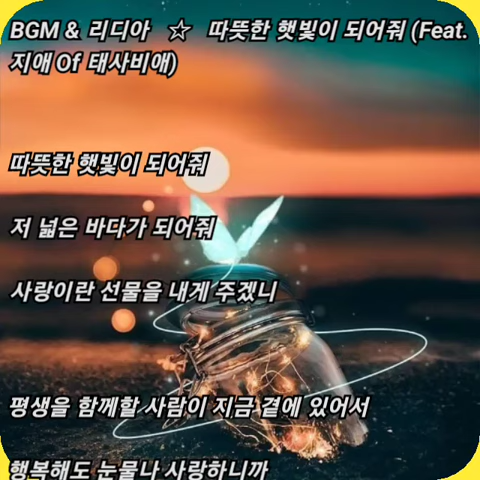 BGM & 리디아 ☆ 따뜻한 햇빛이 되어줘 (Feat.
지애 Of 태사비애)
따뜻한 햇빛이 되어줘
저 넓은 바다가 되어줘
사랑이란 선물을 내게 주겠니
평생을 함께할 사람이 지금 곁에 있어서
행복해도 눈물나 사랑하니까